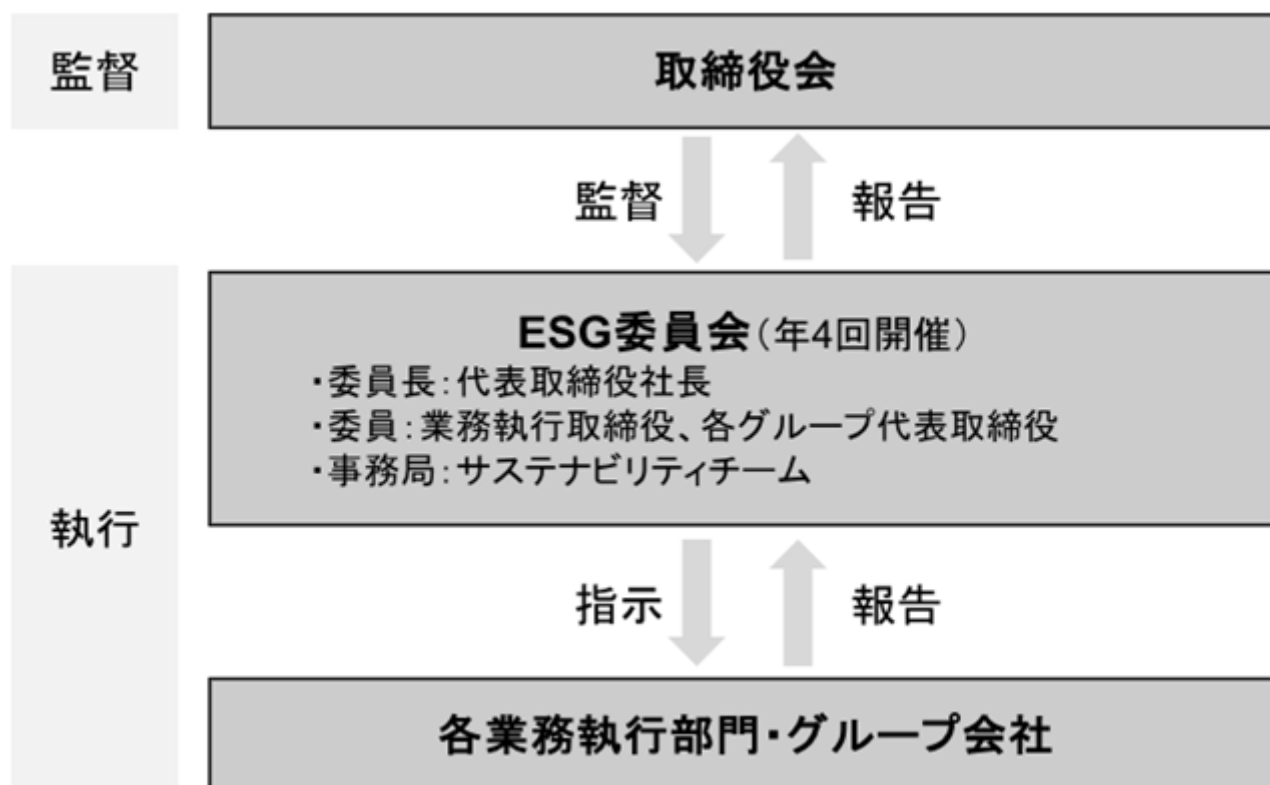 監督
取締役会
監督
報告
ESG委員会（年4回開催）
・委員長：代表取締役社長
・委員：業務執行取締役、各グループ代表取締役
・事務局：サステナビリティチーム
執行
指示
報告
各業務執行部門・グループ会社